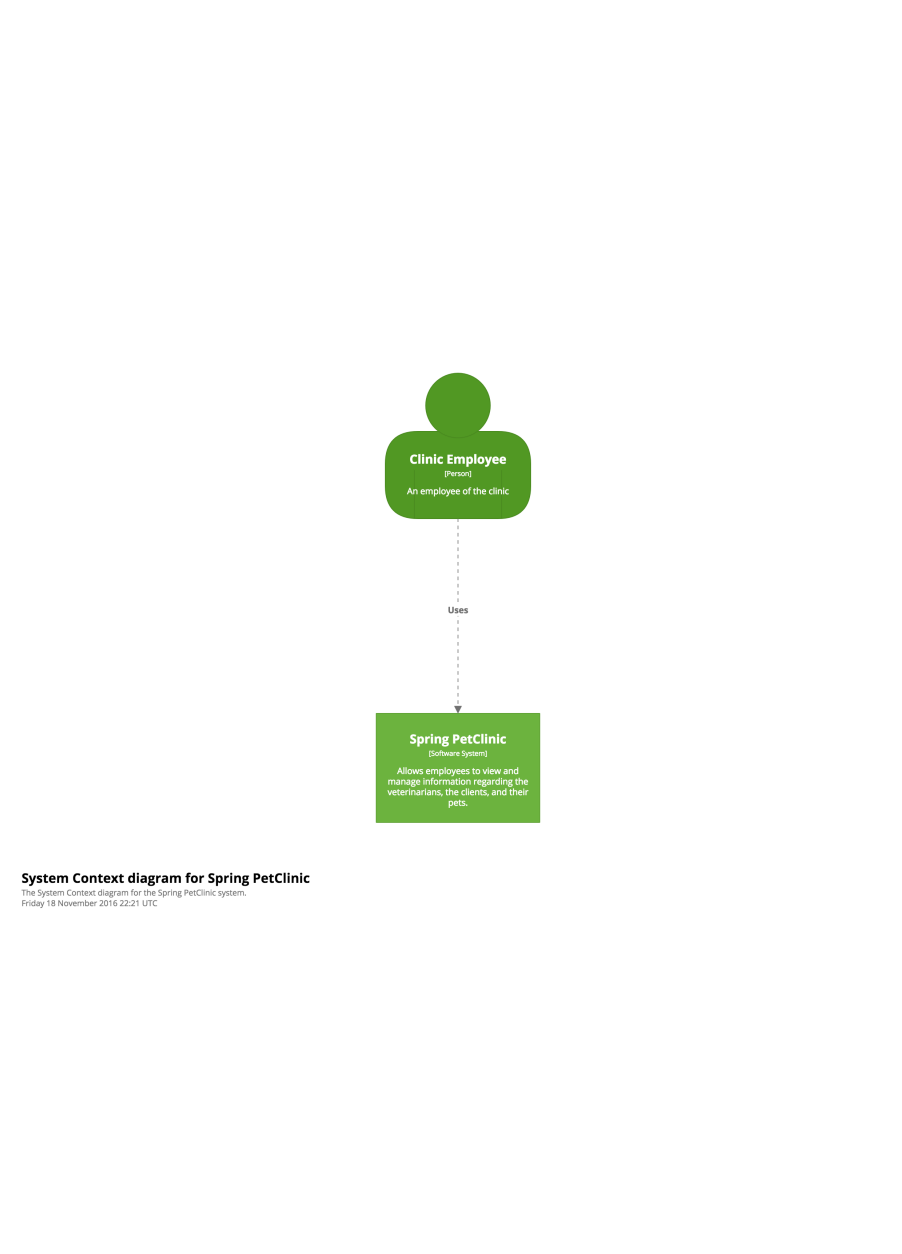 Clinic Employee
[Person]
An employee of the clinic
Uses
Spring PetClinic
[Software System]
Allows employees to view and
manage information regarding the
veterinarians, the clients, and their
pets.
System Context diagram for Spring PetClinic
The System Context diagram for the Spring PetClinic system.
Friday 18 November 2016 22:21 UTC